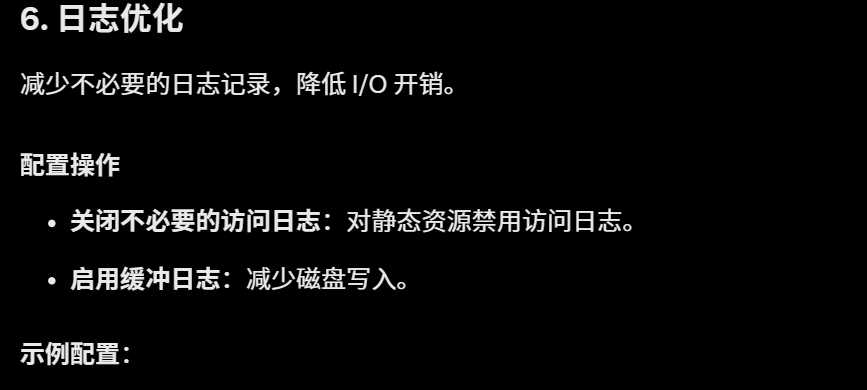 6. 日志优化
减少不必要的日志记录，降低 I/O 开销。
配置操作
• 关闭不必要的访问日志：对静态资源禁用访问日志。
• 启用缓冲日志：减少磁盘写入。
示例配置：